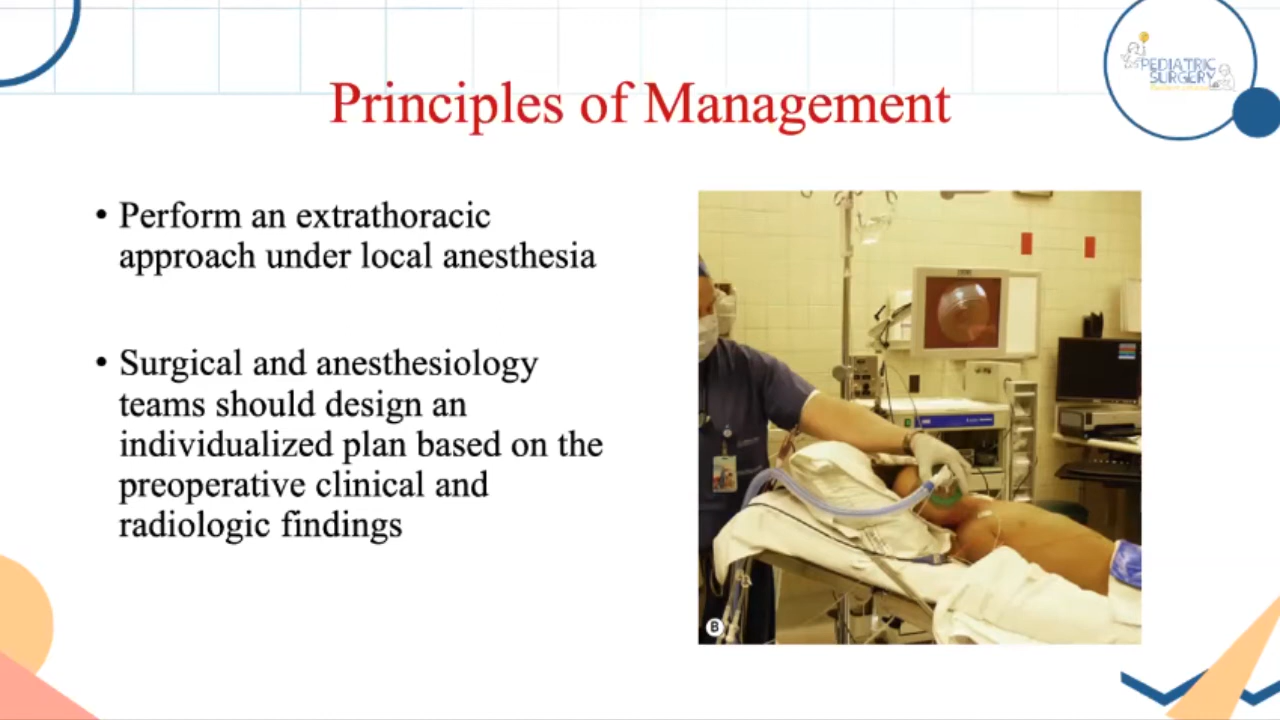 PEDIATRIC
SURGERY
Principles of Management
• Perform an extrathoracic
approach under local anesthesia
• Surgical and anesthesiology
teams should design an
individualized plan based on the
preoperative clinical and
radiologic findings
B